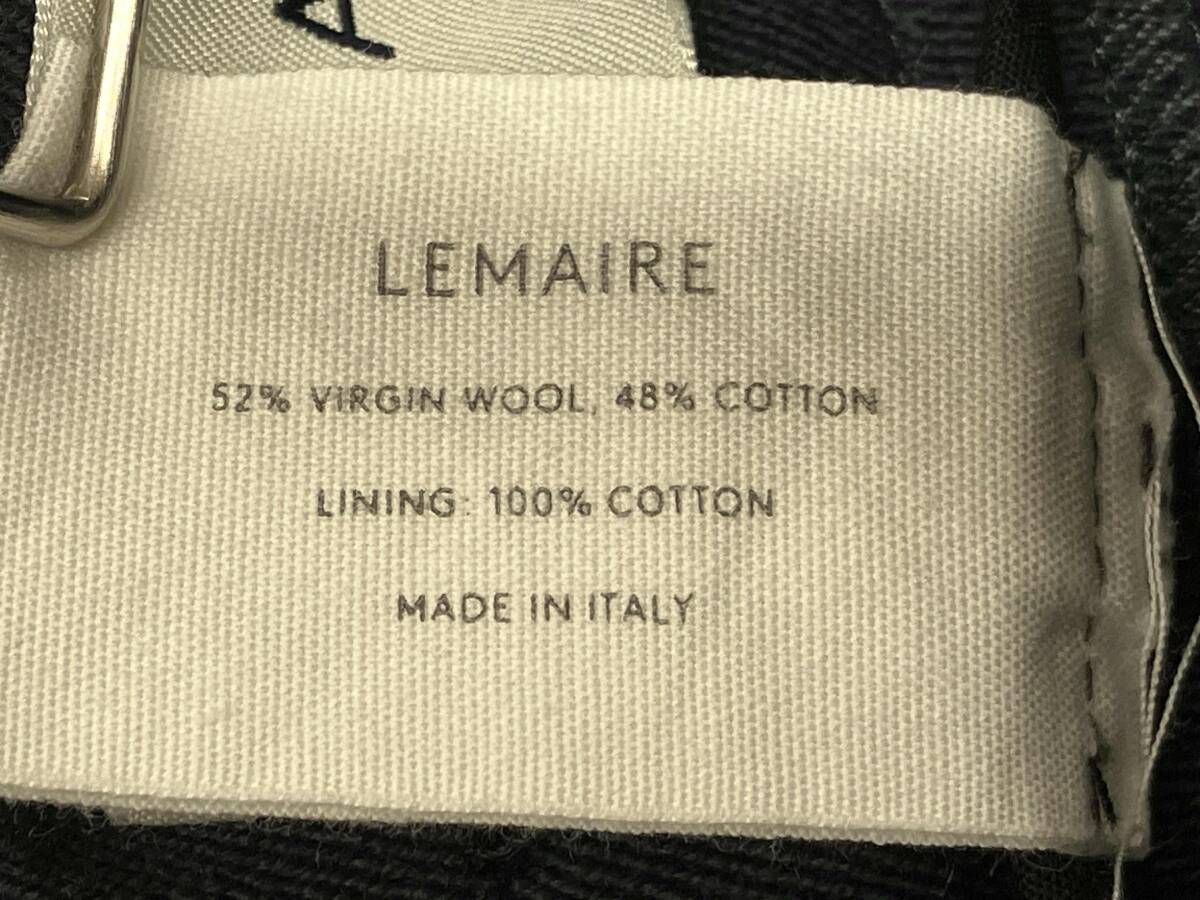 A
LEMAIRE
52% VIRGIN WOOL, 48% COTTON
LINING: 100% COTTON
MADE IN ITALY